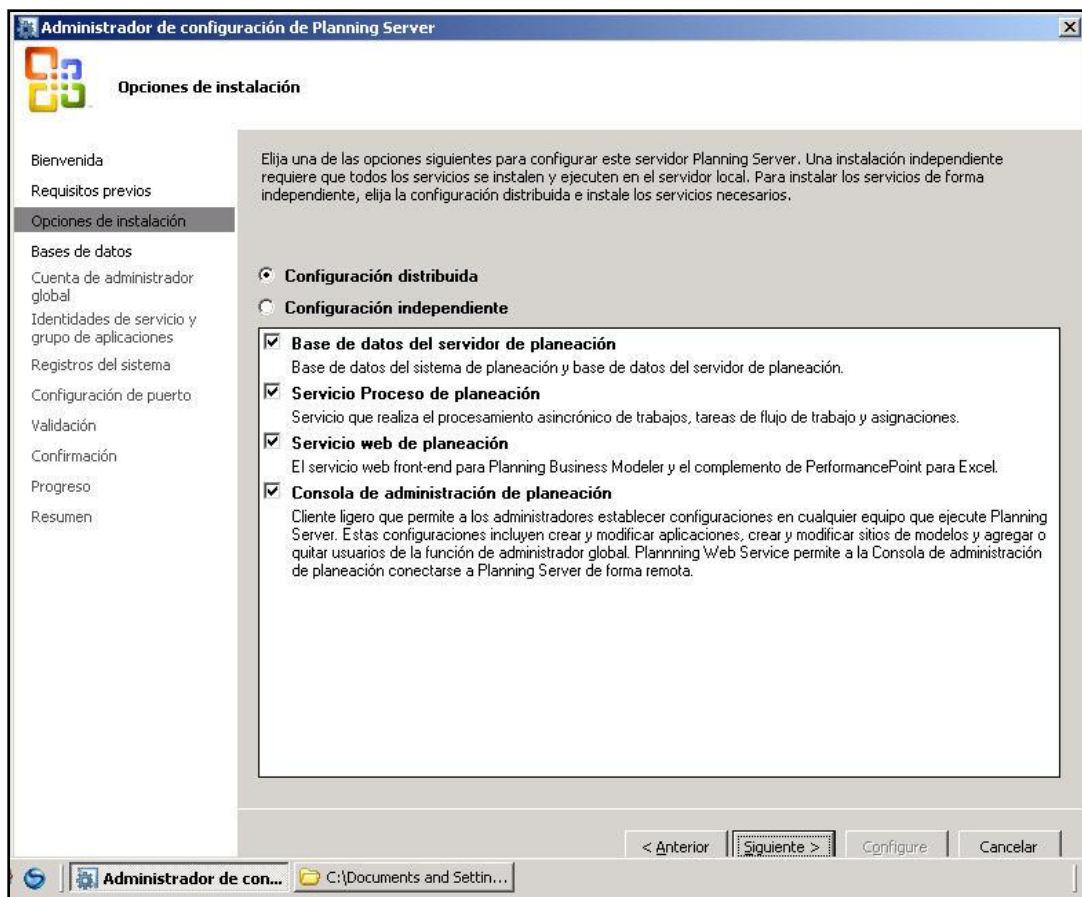 Administrador de configuración de Planning Server
Opciones de instalación
Bienvenida
Requisitos previos
Opciones de instalación
Bases de datos
Cuenta de administrador
global
Identidades de servicio y
grupo de aplicaciones
Registros del sistema
Configuración de puerto
Validación
Confirmación
Progreso
Resumen
Elija una de las opciones siguientes para configurar este servidor Planning Server. Una instalación independiente
requiere que todos los servicios se instalen y ejecuten en el servidor local. Para instalar los servicios de forma
independiente, elija la configuración distribuida e instale los servicios necesarios.
Configuración distribuida
Configuración independiente
Base de datos del servidor de planeación
Base de datos del sistema de planeación y base de datos del servidor de planeación.
Servicio Proceso de planeación
Servicio que realiza el procesamiento asincrónico de trabajos, tareas de flujo de trabajo y asignaciones.
Servicio web de planeación
El servicio web front-end para Planning Business Modeler y el complemento de PerformancePoint para Excel.
Consola de administración de planeación
Cliente ligero que permite a los administradores establecer configuraciones en cualquier equipo que ejecute Planning
Server. Estas configuraciones incluyen crear y modificar aplicaciones, crear y modificar sitios de modelos y agregar o
quitar usuarios de la función de administrador global. Plannning Web Service permite a la Consola de administración
de planeación conectarse a Planning Server de forma remota.
< Anterior
Siguiente >
Configure
Cancelar
Administrador de con...
C:\Documents and Settin...